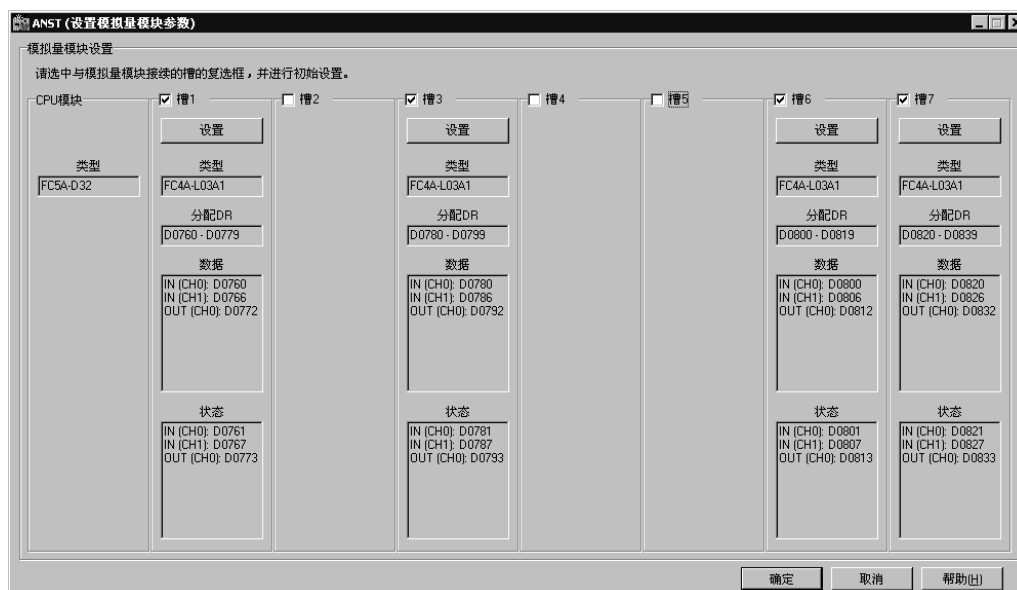 ANST (设置模拟量模块参数)
模拟量模块设置
请选中与模拟量模块接续的槽的复选框，并进行初始设置。
CPU模块
类型
FC5A-D32
槽1
设置
类型
FC4A-L03A1
分配DR
D0760 - D0779
数据
IN (CH0): D0760
IN (CH1): D0766
OUT (CH0): D0772
状态
IN (CH0): D0761
IN (CH1): D0767
OUT (CH0): D0773
槽2
槽3
设置
类型
FC4A-L03A1
分配DR
D0780 - D0799
数据
IN (CH0): D0780
IN (CH1): D0786
OUT (CH0): D0792
状态
IN (CH0): D0781
IN (CH1): D0787
OUT (CH0): D0793
槽4
槽5
槽6
设置
类型
FC4A-L03A1
分配DR
D0800 - D0819
数据
IN (CH0): D0800
IN (CH1): D0806
OUT (CH0): D0812
状态
IN (CH0): D0801
IN (CH1): D0807
OUT (CH0): D0813
槽7
设置
类型
FC4A-L03A1
分配DR
D0820 - D0839
数据
IN (CH0): D0820
IN (CH1): D0826
OUT (CH0): D0832
状态
IN (CH0): D0821
IN (CH1): D0827
OUT (CH0): D0833
确定
取消
帮助(H)